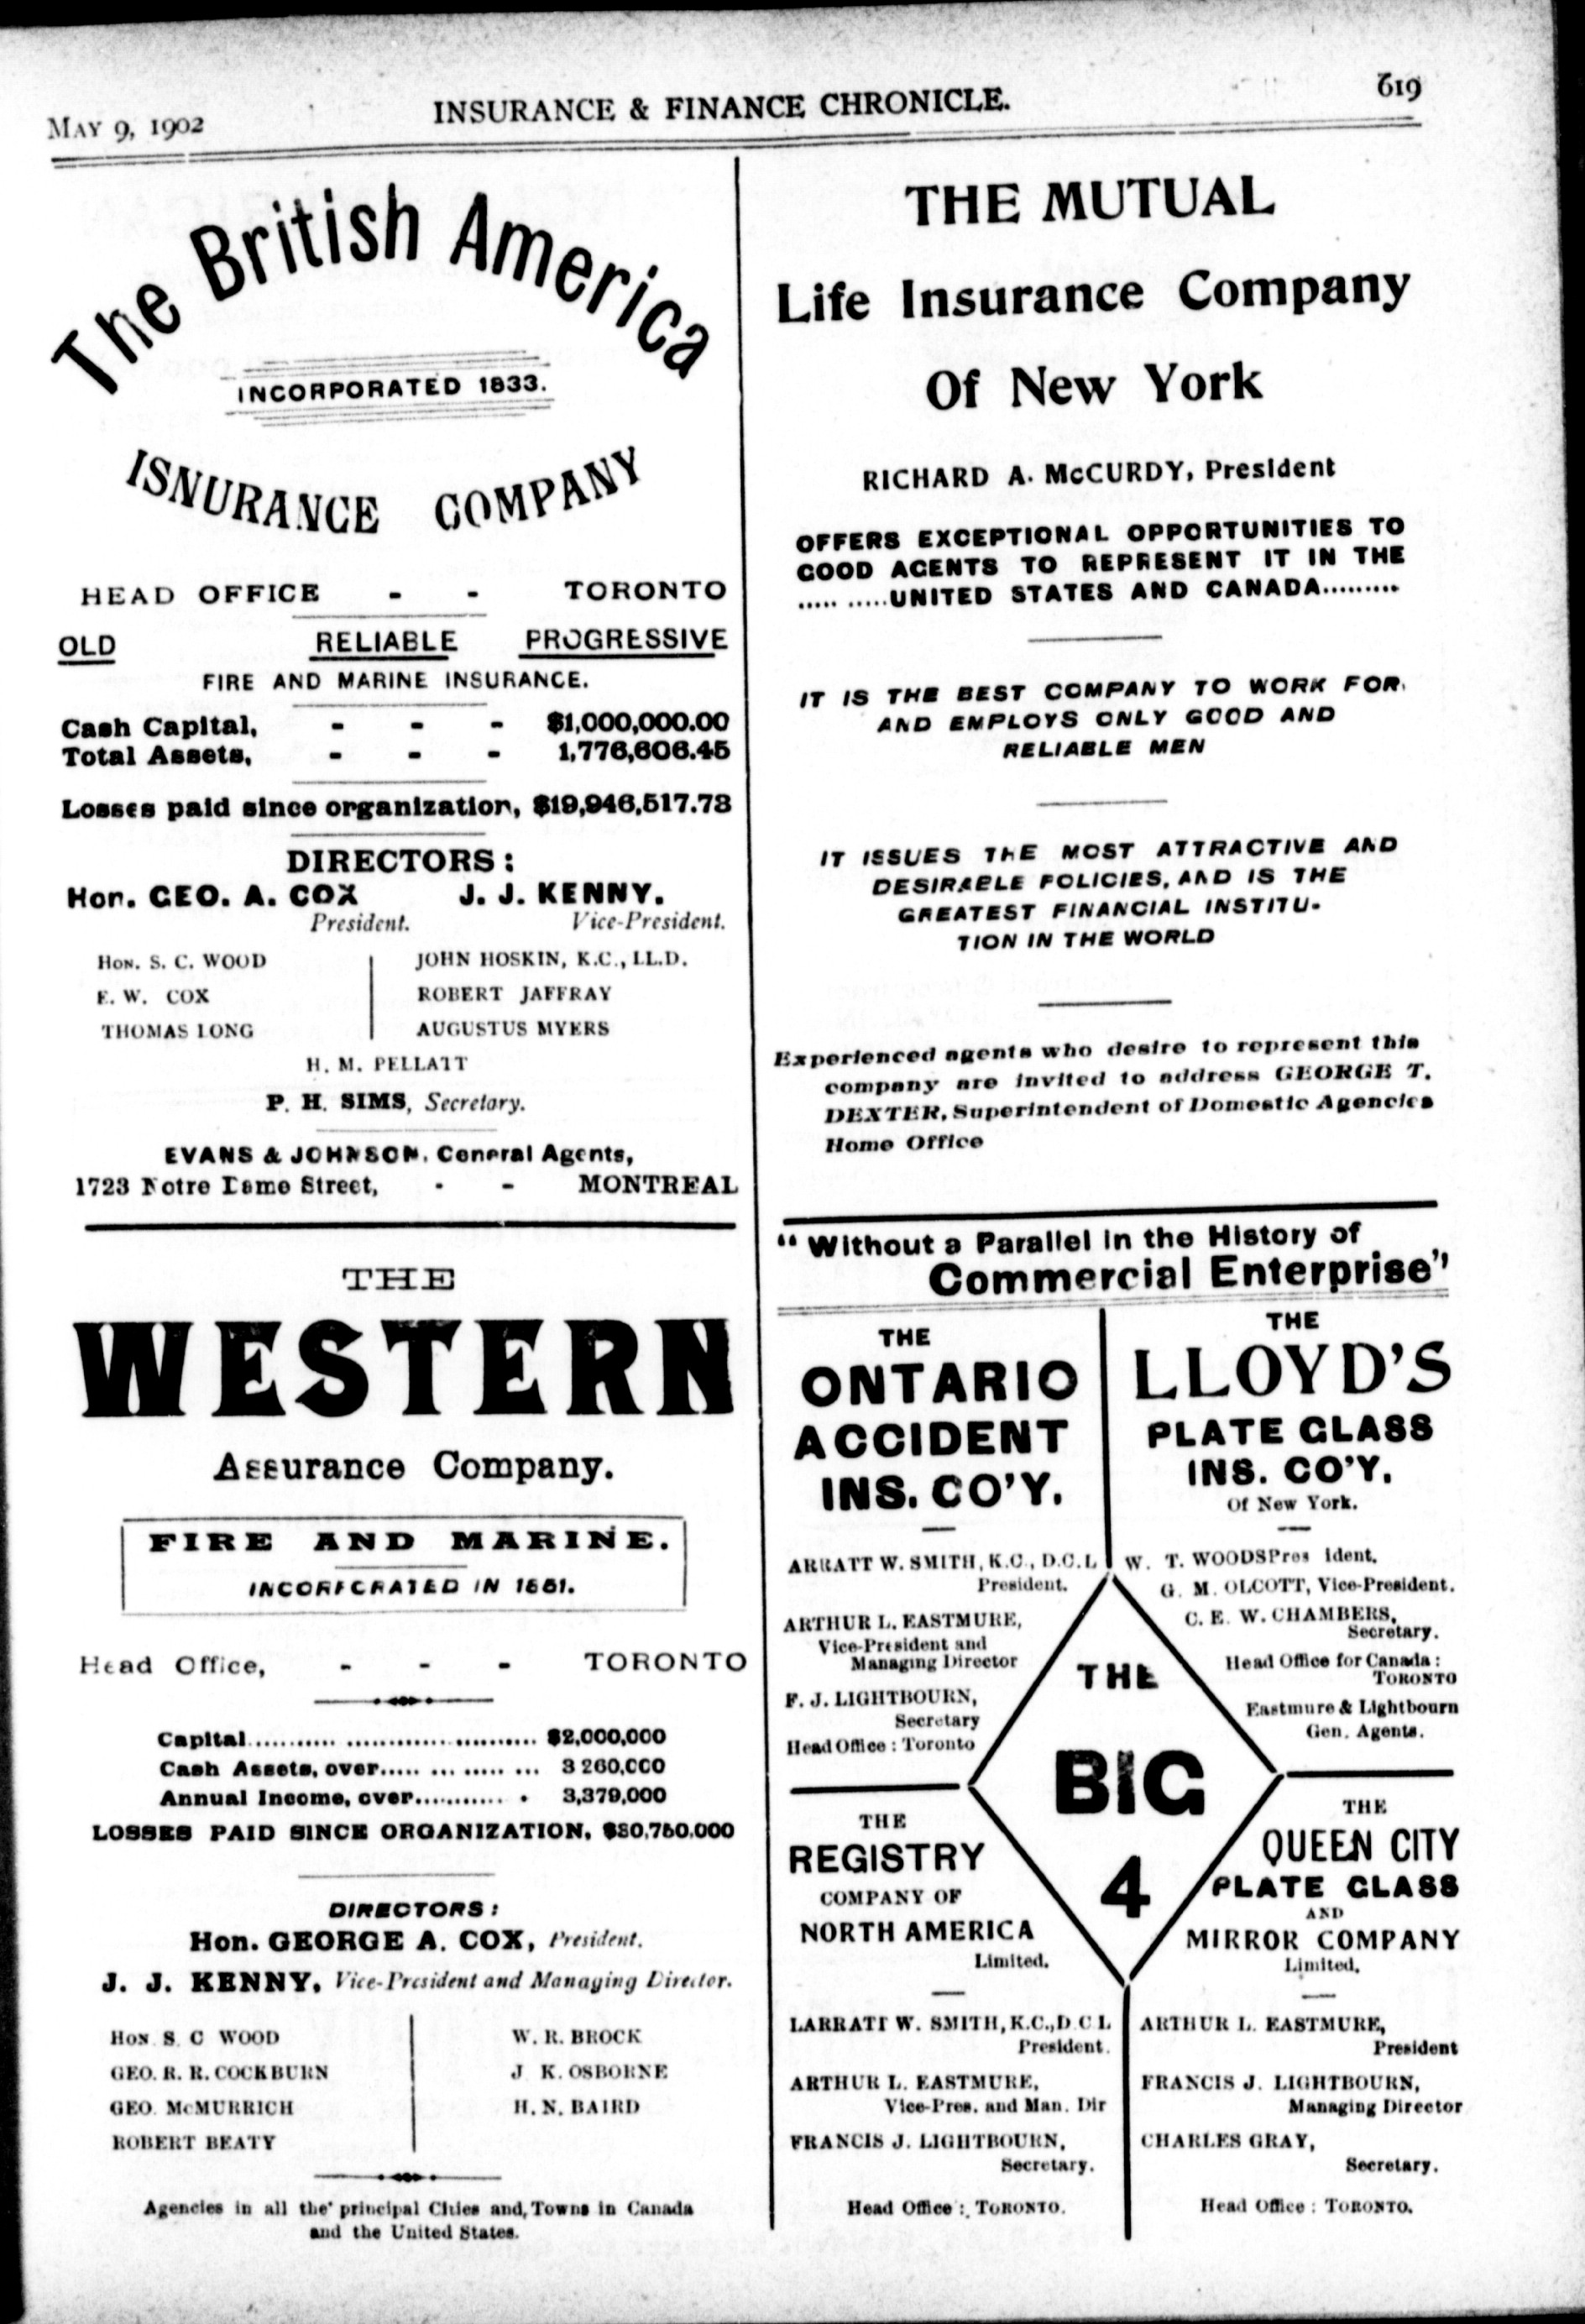 MAY 9, 1902
INSURANCE & FINANCE CHRONICLE.
619
The British America
INCORPORATED 1833.
ISNURANCE COMPANY
HEAD OFFICE - - TORONTO
OLD RELIABLE PROGRESSIVE
FIRE AND MARINE INSURANCE.
Cash Capital, - - - $1,000,000.00
Total Assets, - - - 1,776,606.45
Losses paid since organization, $19,946,517.73
DIRECTORS:
Hon. GEO. A. COX J. J. KENNY.
President. Vice-President.
HON. S. C. WOOD JOHN HOSKIN, K.C., LL.D.
E. W. COX ROBERT JAFFRAY
THOMAS LONG AUGUSTUS MYERS
H. M. PELLATT
P. H. SIMS, Secretary.
EVANS & JOHNSON, General Agents,
1723 Notre Dame Street, - - MONTREAL
THE
WESTERN
Assurance Company.
FIRE AND MARINE.
INCORPORATED IN 1851.
Head Office, - - - TORONTO
Capital.................................... $2,000,000
Cash Assets, over..... ... ..... ... 3 260,000
Annual Income, over........... . 3,379,000
LOSSES PAID SINCE ORGANIZATION,
DIRECTORS:
Hon. GEORGE A. COX, President.
J. J. KENNY, Vice-President and Managing Director.
HON S. C WOOD W. R. BROCK
GEO. R. R. COCKBURN J K. OSBORNE
GEO. McMURRICH H. N. BAIRD
ROBERT BEATY
Agencies in all the principal Cities and, Towns in Canada
and the United States.
THE MUTUAL
Life Insurance Company
Of New York
RICHARD A. McCURDY, President
OFFERS EXCEPTIONAL OPPORTUNITIES TO
GOOD AGENTS TO REPRESENT IT IN THE
..... .....UNITED STATES AND CANADA.........
IT IS THE BEST COMPANY TO WORK FOR,
AND EMPLOYS ONLY GOOD AND
RELIABLE MEN
IT ISSUES THE MOST ATTRACTIVE AND
DESIRABLE POLICIES, AND IS THE
GREATEST FINANCIAL INSTITU-
TION IN THE WORLD
Experienced agents who desire to represent this
company are invited to address GEORGE T.
DEXTER, Superintendent of Domestic Agencies
Home Office
"Without a Parallel in the History of
Commercial Enterprise"
THE
ONTARIO
ACCIDENT
INS. CO'Y.
ARRATT W. SMITH, K.C., D.C.L
President.
ARTHUR L. EASTMURE,
Vice-President and
Managing Director
F. J. LIGHTBOURN,
Secretary
Head Office: Toronto
THE
LLOYD'S
PLATE GLASS
INS. CO'Y.
Of New York.
W. T. WOODSPres ident.
G. M. OLCOTT, Vice-President.
C. E. W. CHAMBERS,
Secretary.
Head Office for Canada:
TORONTO
Eastmure & Lightbourn
Gen. Agents.
THE
BIG
4
THE
REGISTRY
COMPANY OF
NORTH AMERICA
Limited.
LARRATT W. SMITH, K.C., D. C L
President.
ARTHUR L. EASTMURE,
Vice-Pres. and Man. Dir
FRANCIS J. LIGHTBOURN,
Secretary.
Head Office: TORONTO.
THE
QUEEN CITY
PLATE GLASS
AND
MIRROR COMPANY
Limited.
ARTHUR L. EASTMURE,
President
FRANCIS J. LIGHTBOURN,
Managing Director
CHARLES GRAY,
Secretary.
Head Office: TORONTO.